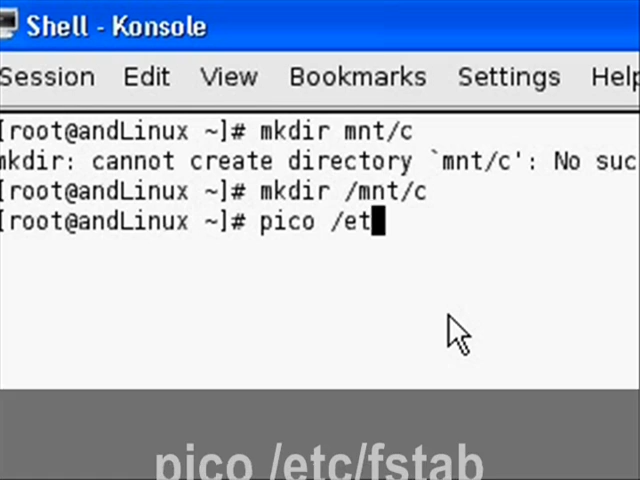 Shell - Konsole
Session Edit View Bookmarks Settings Help
[root@andLinux ~]# mkdir mnt/c
mkdir: cannot create directory `mnt/c': No suc
[root@andLinux ~]# mkdir /mnt/c
[root@andLinux ~]# pico /et
pico /etc/fstab